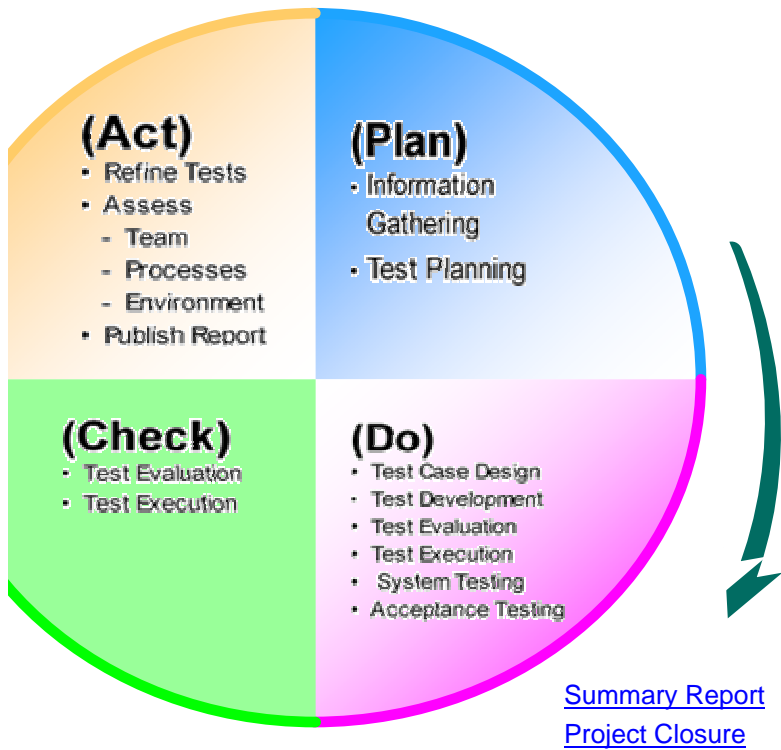 (Act)
• Refine Tests
• Assess
- Team
- Processes
- Environment
• Publish Report
(Plan)
• Information
Gathering
• Test Planning
(Check)
• Test Evaluation
• Test Execution
(Do)
• Test Case Design
• Test Development
• Test Evaluation
• Test Execution
• System Testing
• Acceptance Testing
Summary Report
Project Closure